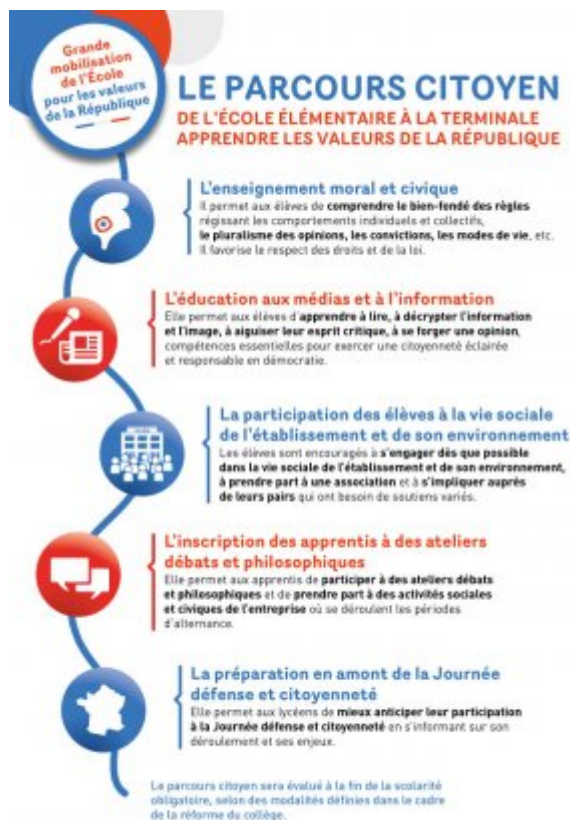 Grande
mobilisation
de l'École
pour les valeurs
de la République
LE PARCOURS CITOYEN
DE L'ÉCOLE ÉLÉMENTAIRE À LA TERMINALE
APPRENDRE LES VALEURS DE LA RÉPUBLIQUE
L'enseignement moral et civique
Il permet aux élèves de comprendre le bien-fondé des règles
régissant les comportements individuels et collectifs,
le pluralisme des opinions, les convictions, les modes de vie, etc.
Il favorise le respect des droits et de la loi.
L'éducation aux médias et à l'information
Elle permet aux élèves d'apprendre à lire, à décrypter l'information
et l'image, à aiguiser leur esprit critique, à se forger une opinion,
compétences essentielles pour exercer une citoyenneté éclairée
et responsable en démocratie.
La participation des élèves à la vie sociale
de l'établissement et de son environnement
Les élèves sont encouragés à s'engager dès que possible
dans la vie sociale de l'établissement et de son environnement,
à prendre part à une association et à s'impliquer auprès
de leurs pairs qui ont besoin de soutiens variés.
L'inscription des apprentis à des ateliers
débats et philosophiques
Elle permet aux apprentis de participer à des ateliers débats
et philosophiques et de prendre part à des activités sociales
et civiques de l'entreprise où se déroulent les périodes
d'alternance.
La préparation en amont de la Journée
défense et citoyenneté
Elle permet aux lycéens de mieux anticiper leur participation
à la Journée défense et citoyenneté en s'informant sur son
déroulement et ses enjeux.
Le parcours citoyen sera évalué à la fin de la scolarité
obligatoire, selon des modalités définies dans le cadre
de la réforme du collège.